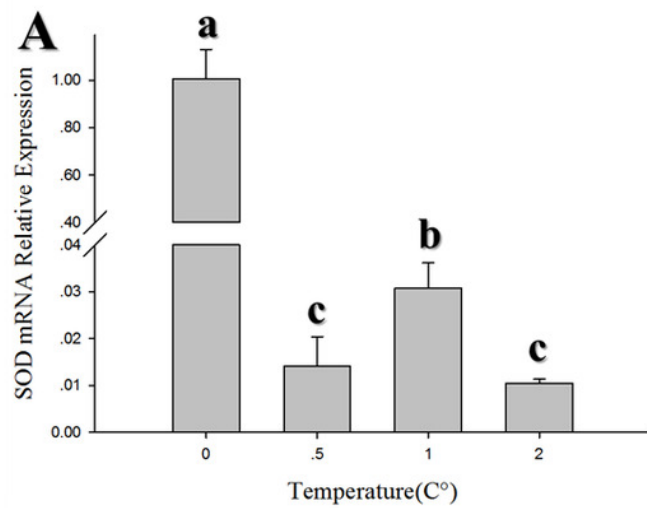 A
a
1.00
.80
.60
.40
.04
b
.03
c
c
.02
.01
0.00
SOD mRNA Relative Expression
0 .5 1 2
Temperature(C°)